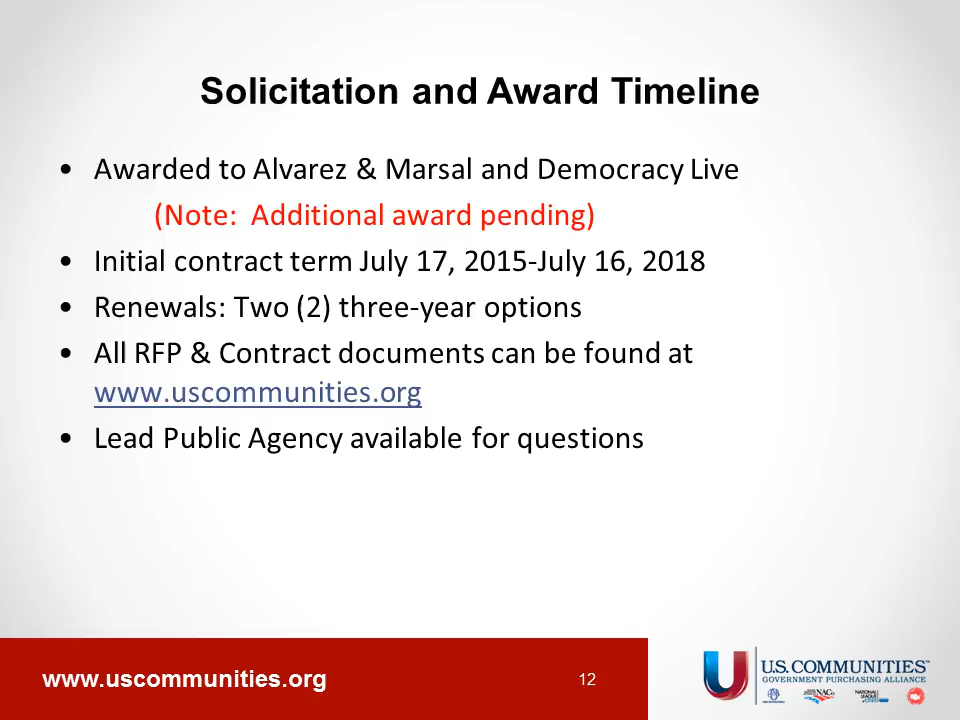 Solicitation and Award Timeline
• Awarded to Alvarez & Marsal and Democracy Live
(Note: Additional award pending)
• Initial contract term July 17, 2015-July 16, 2018
• Renewals: Two (2) three-year options
• All RFP & Contract documents can be found at
www.uscommunities.org
• Lead Public Agency available for questions
www.uscommunities.org
12
U.S. COMMUNITIES™
GOVERNMENT PURCHASING ALLIANCE
NACo
NATIONAL
LEAGUE
of CITIES